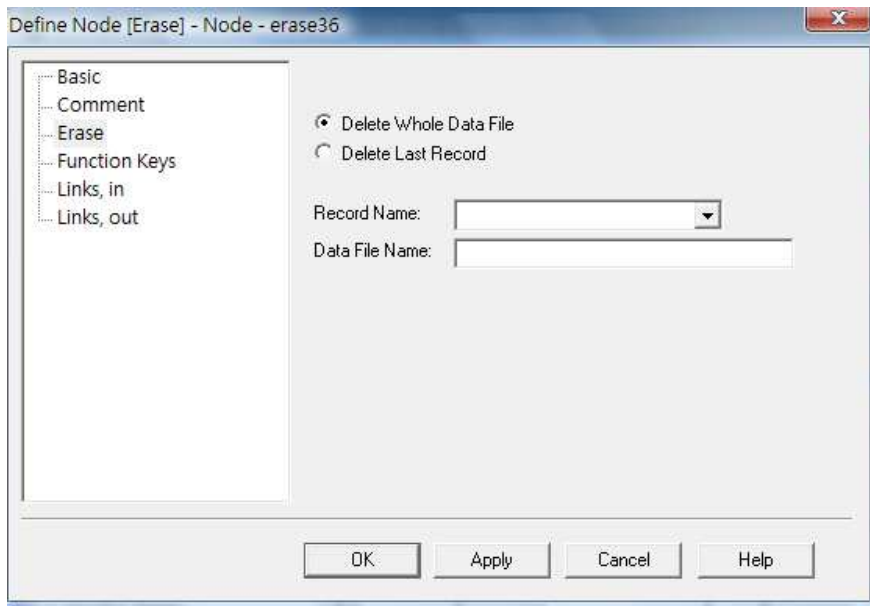 Define Node [Erase] - Node - erase36
Basic
Comment
Erase
Function Keys
Links, in
Links, out
Delete Whole Data File
Delete Last Record
Record Name:
Data File Name:
OK
Apply
Cancel
Help